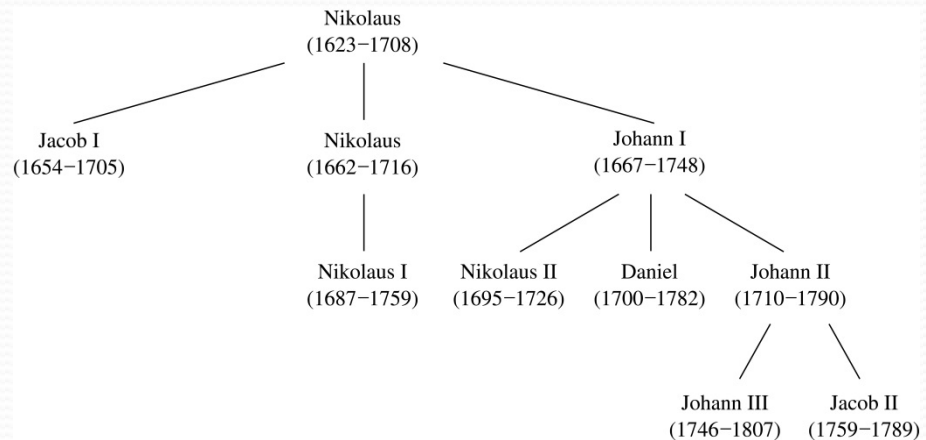 Nikolaus
(1623−1708)
Jacob I
(1654−1705)
Nikolaus
(1662−1716)
Johann I
(1667−1748)
Nikolaus I
(1687−1759)
Nikolaus II
(1695−1726)
Daniel
(1700−1782)
Johann II
(1710−1790)
Johann III
(1746−1807)
Jacob II
(1759−1789)